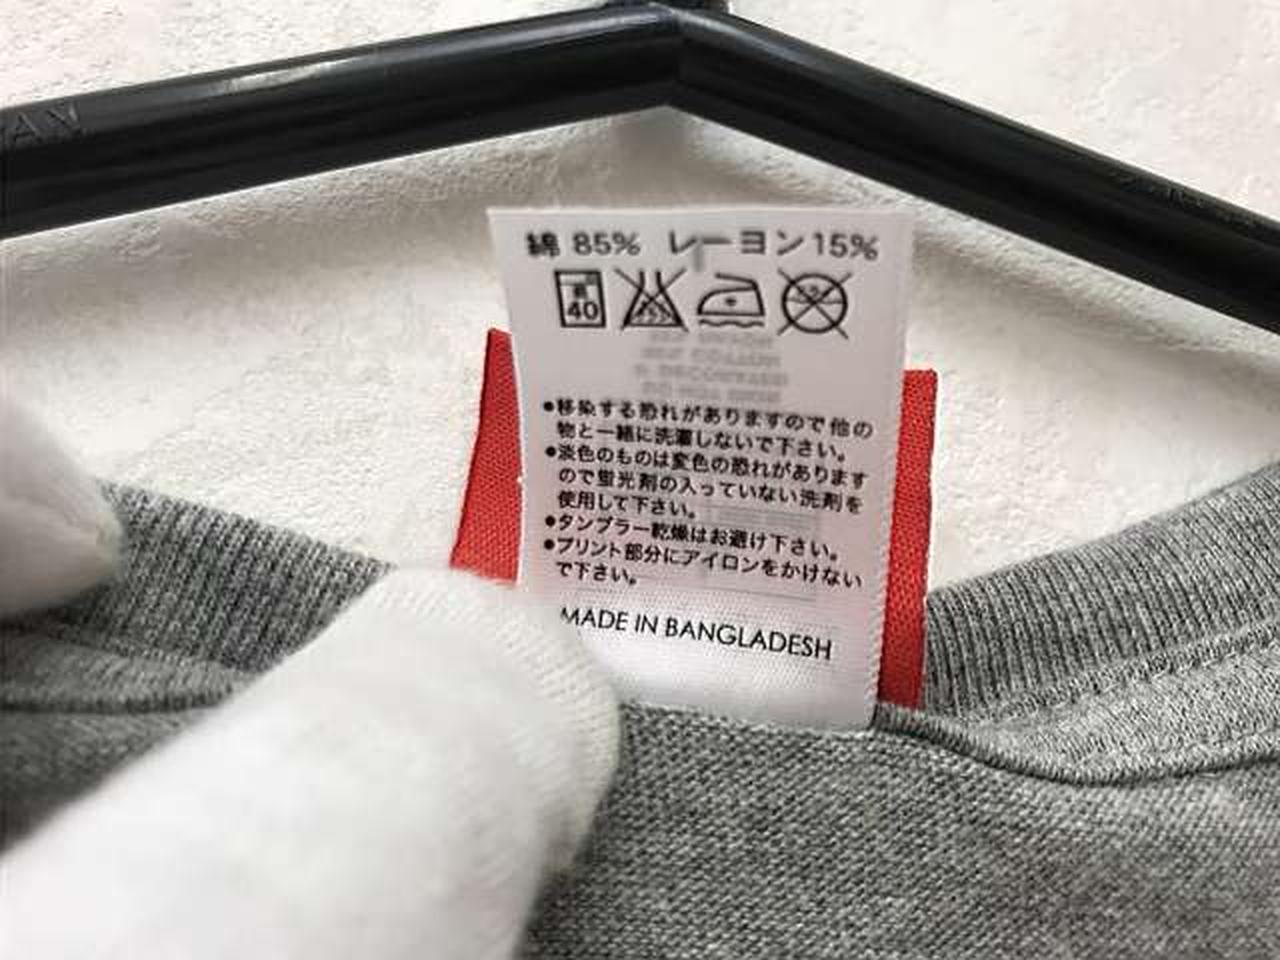 綿 85% レーヨン15%
40
●移染する恐れがありますので他の
物と一緒に洗濯しないで下さい。
●淡色のものは変色の恐れがあります
ので蛍光剤の入っていない洗剤を
使用して下さい。
●タンブラー乾燥はお避け下さい。
●プリント部分にアイロンをかけない
で下さい。
MADE IN BANGLADESH